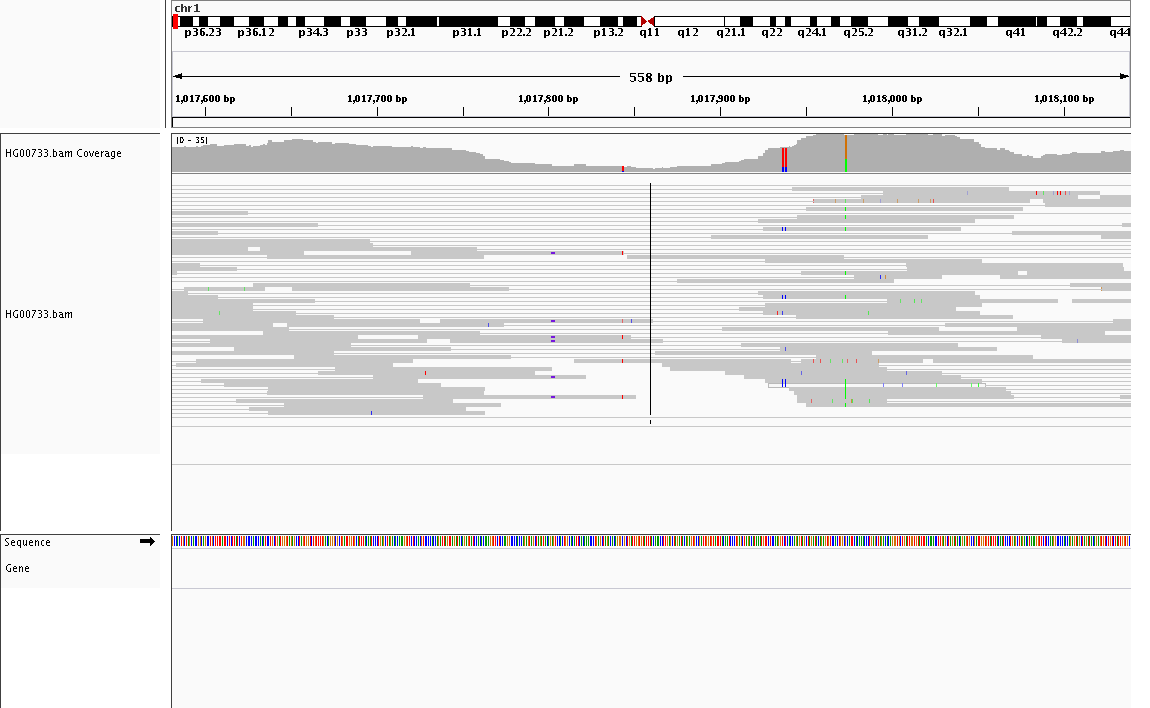 chr1
p36.23 p36.12 p34.3 p33 p32.1 p31.1 p22.2 p21.2 p13.2 q11 q12 q21.1 q22 q24.1 q25.2 q31.2 q32.1 q41 q42.2 q44
558 bp
1,017,600 bp 1,017,700 bp 1,017,800 bp 1,017,900 bp 1,018,000 bp 1,018,100 bp
[0 - 35]
HG00733.bam Coverage
HG00733.bam
Sequence
Gene